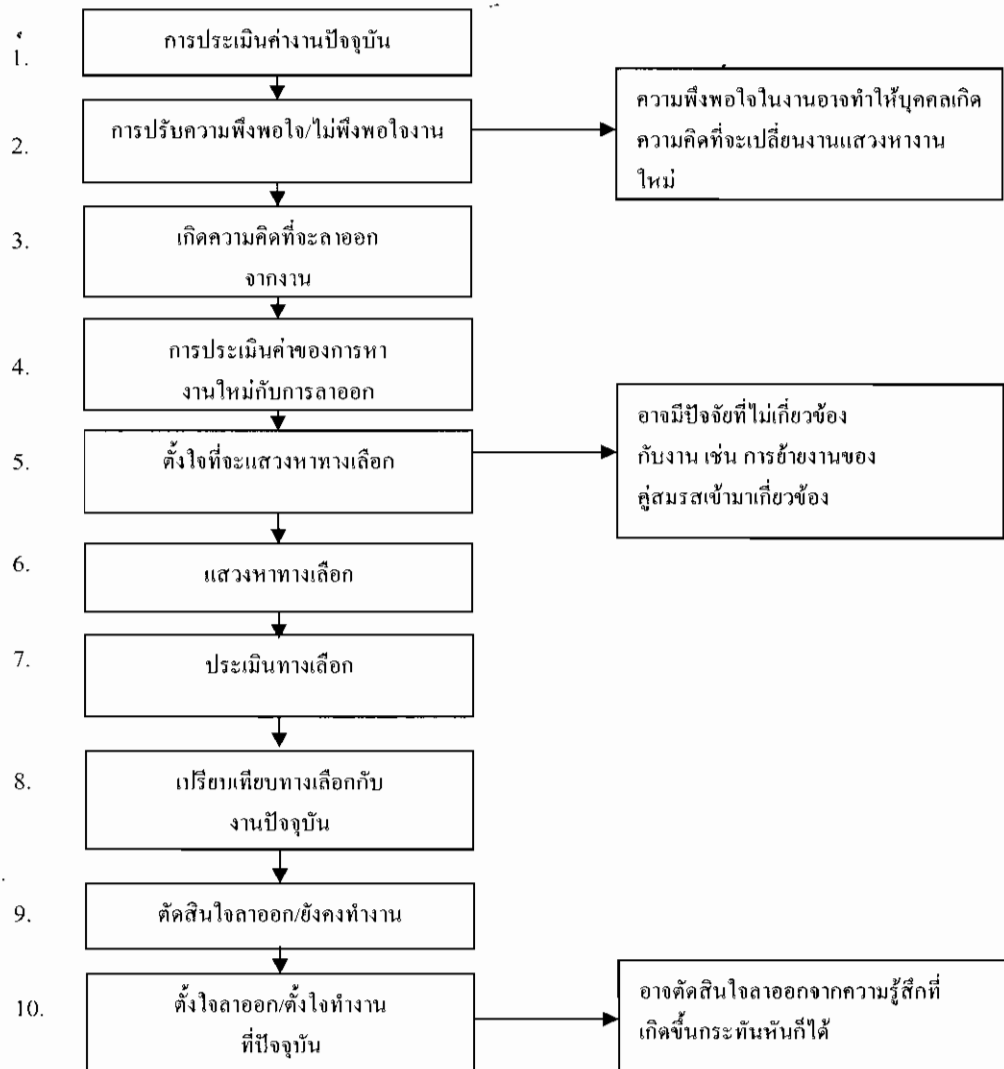 1.
การประเมินค่างานปัจจุบัน
2.
การปรับความพึงพอใจ/ไม่พึงพอใจงาน
ความพึงพอใจในงานอาจทำให้บุคคลเกิด
ความคิดที่จะเปลี่ยนงานแสวงหางาน
ใหม่
3.
เกิดความคิดที่จะลาออก
จากงาน
4.
การประเมินค่าของการหา
งานใหม่กับการลาออก
5.
ตั้งใจที่จะแสวงหาทางเลือก
อาจมีปัจจัยที่ไม่เกี่ยวข้อง
กับงาน เช่น การย้ายงานของ
คู่สมรสเข้ามาเกี่ยวข้อง
6.
แสวงหาทางเลือก
7.
ประเมินทางเลือก
8.
เปรียบเทียบทางเลือกกับ
งานปัจจุบัน
9.
ตัดสินใจลาออก/ยังคงทำงาน
10.
ตั้งใจลาออก/ตั้งใจทำงาน
ที่ปัจจุบัน
อาจตัดสินใจลาออกจากความรู้สึกที่
เกิดขึ้นกระทันหันก็ได้